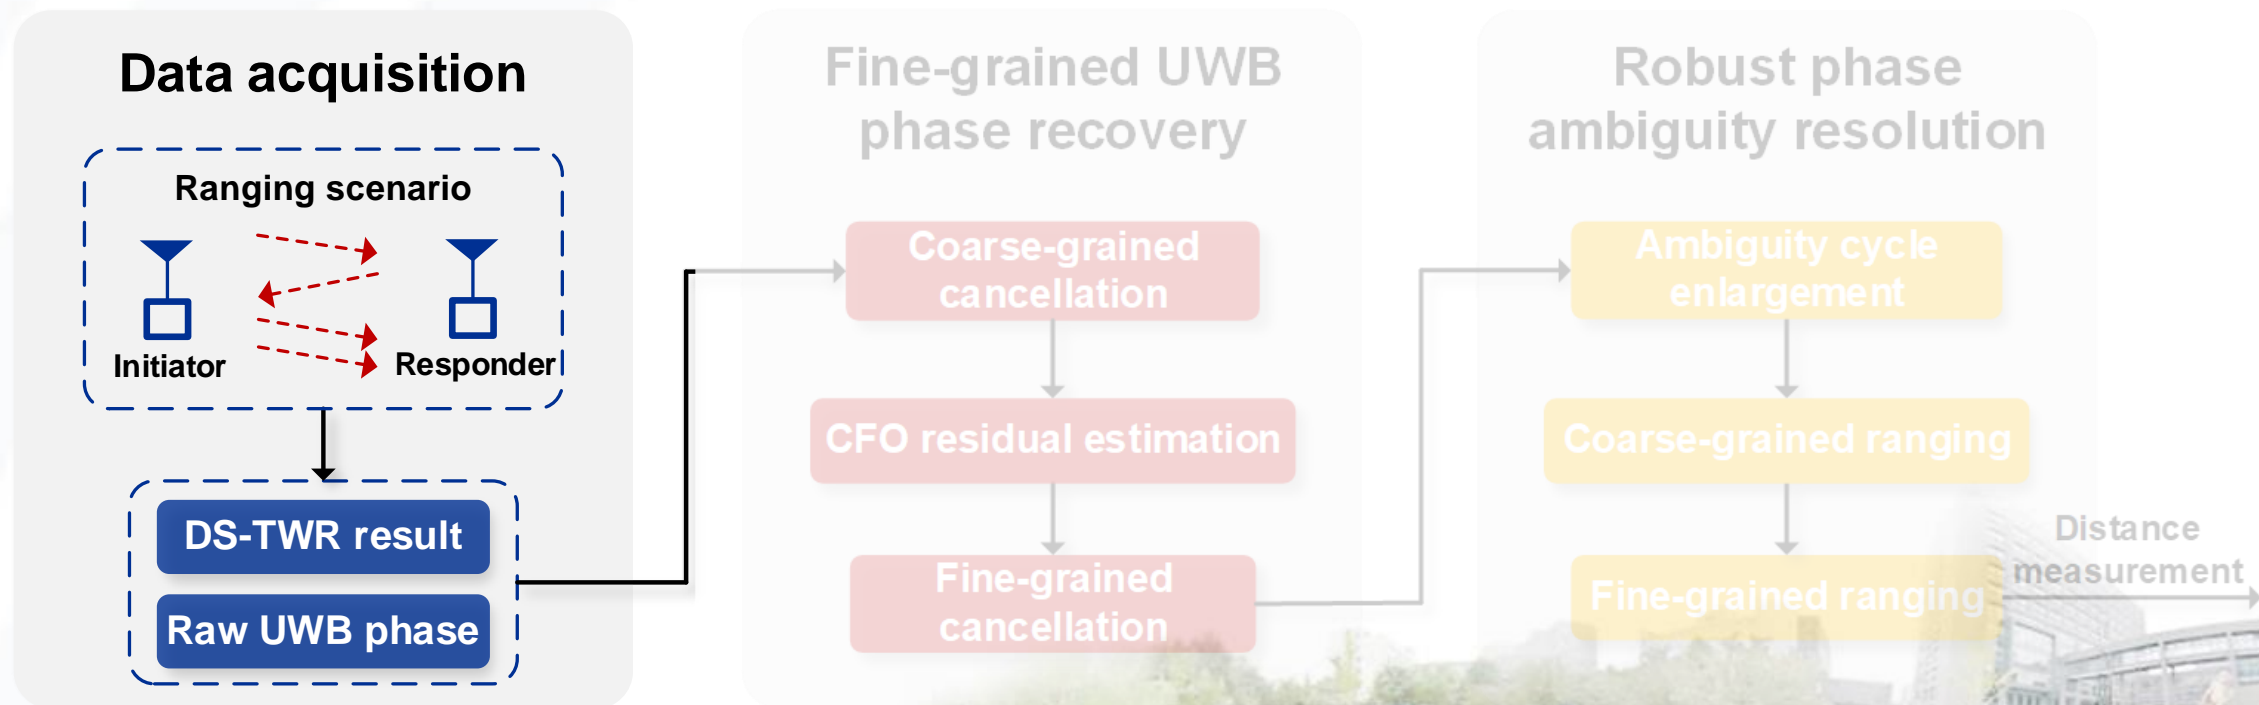 Data acquisition
Ranging scenario
Initiator
Responder
DS-TWR result
Raw UWB phase
Fine-grained UWB
phase recovery
Coarse-grained
cancellation
CFO residual estimation
Fine-grained
cancellation
Robust phase
ambiguity resolution
Ambiguity cycle
enlargement
Coarse-grained ranging
Fine-grained ranging
Distance
measurement